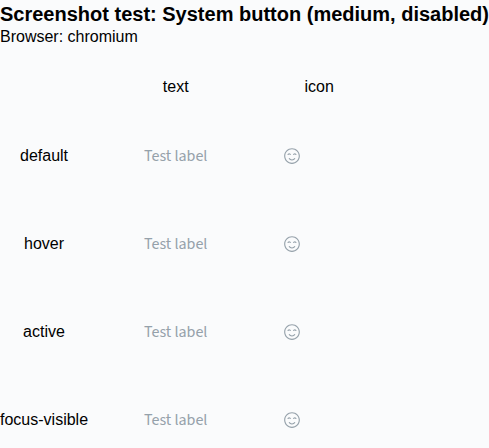 Screenshot test: System button (medium, disabled)
Browser: chromium
text icon
default Test label
hover Test label
active Test label
focus-visible Test label